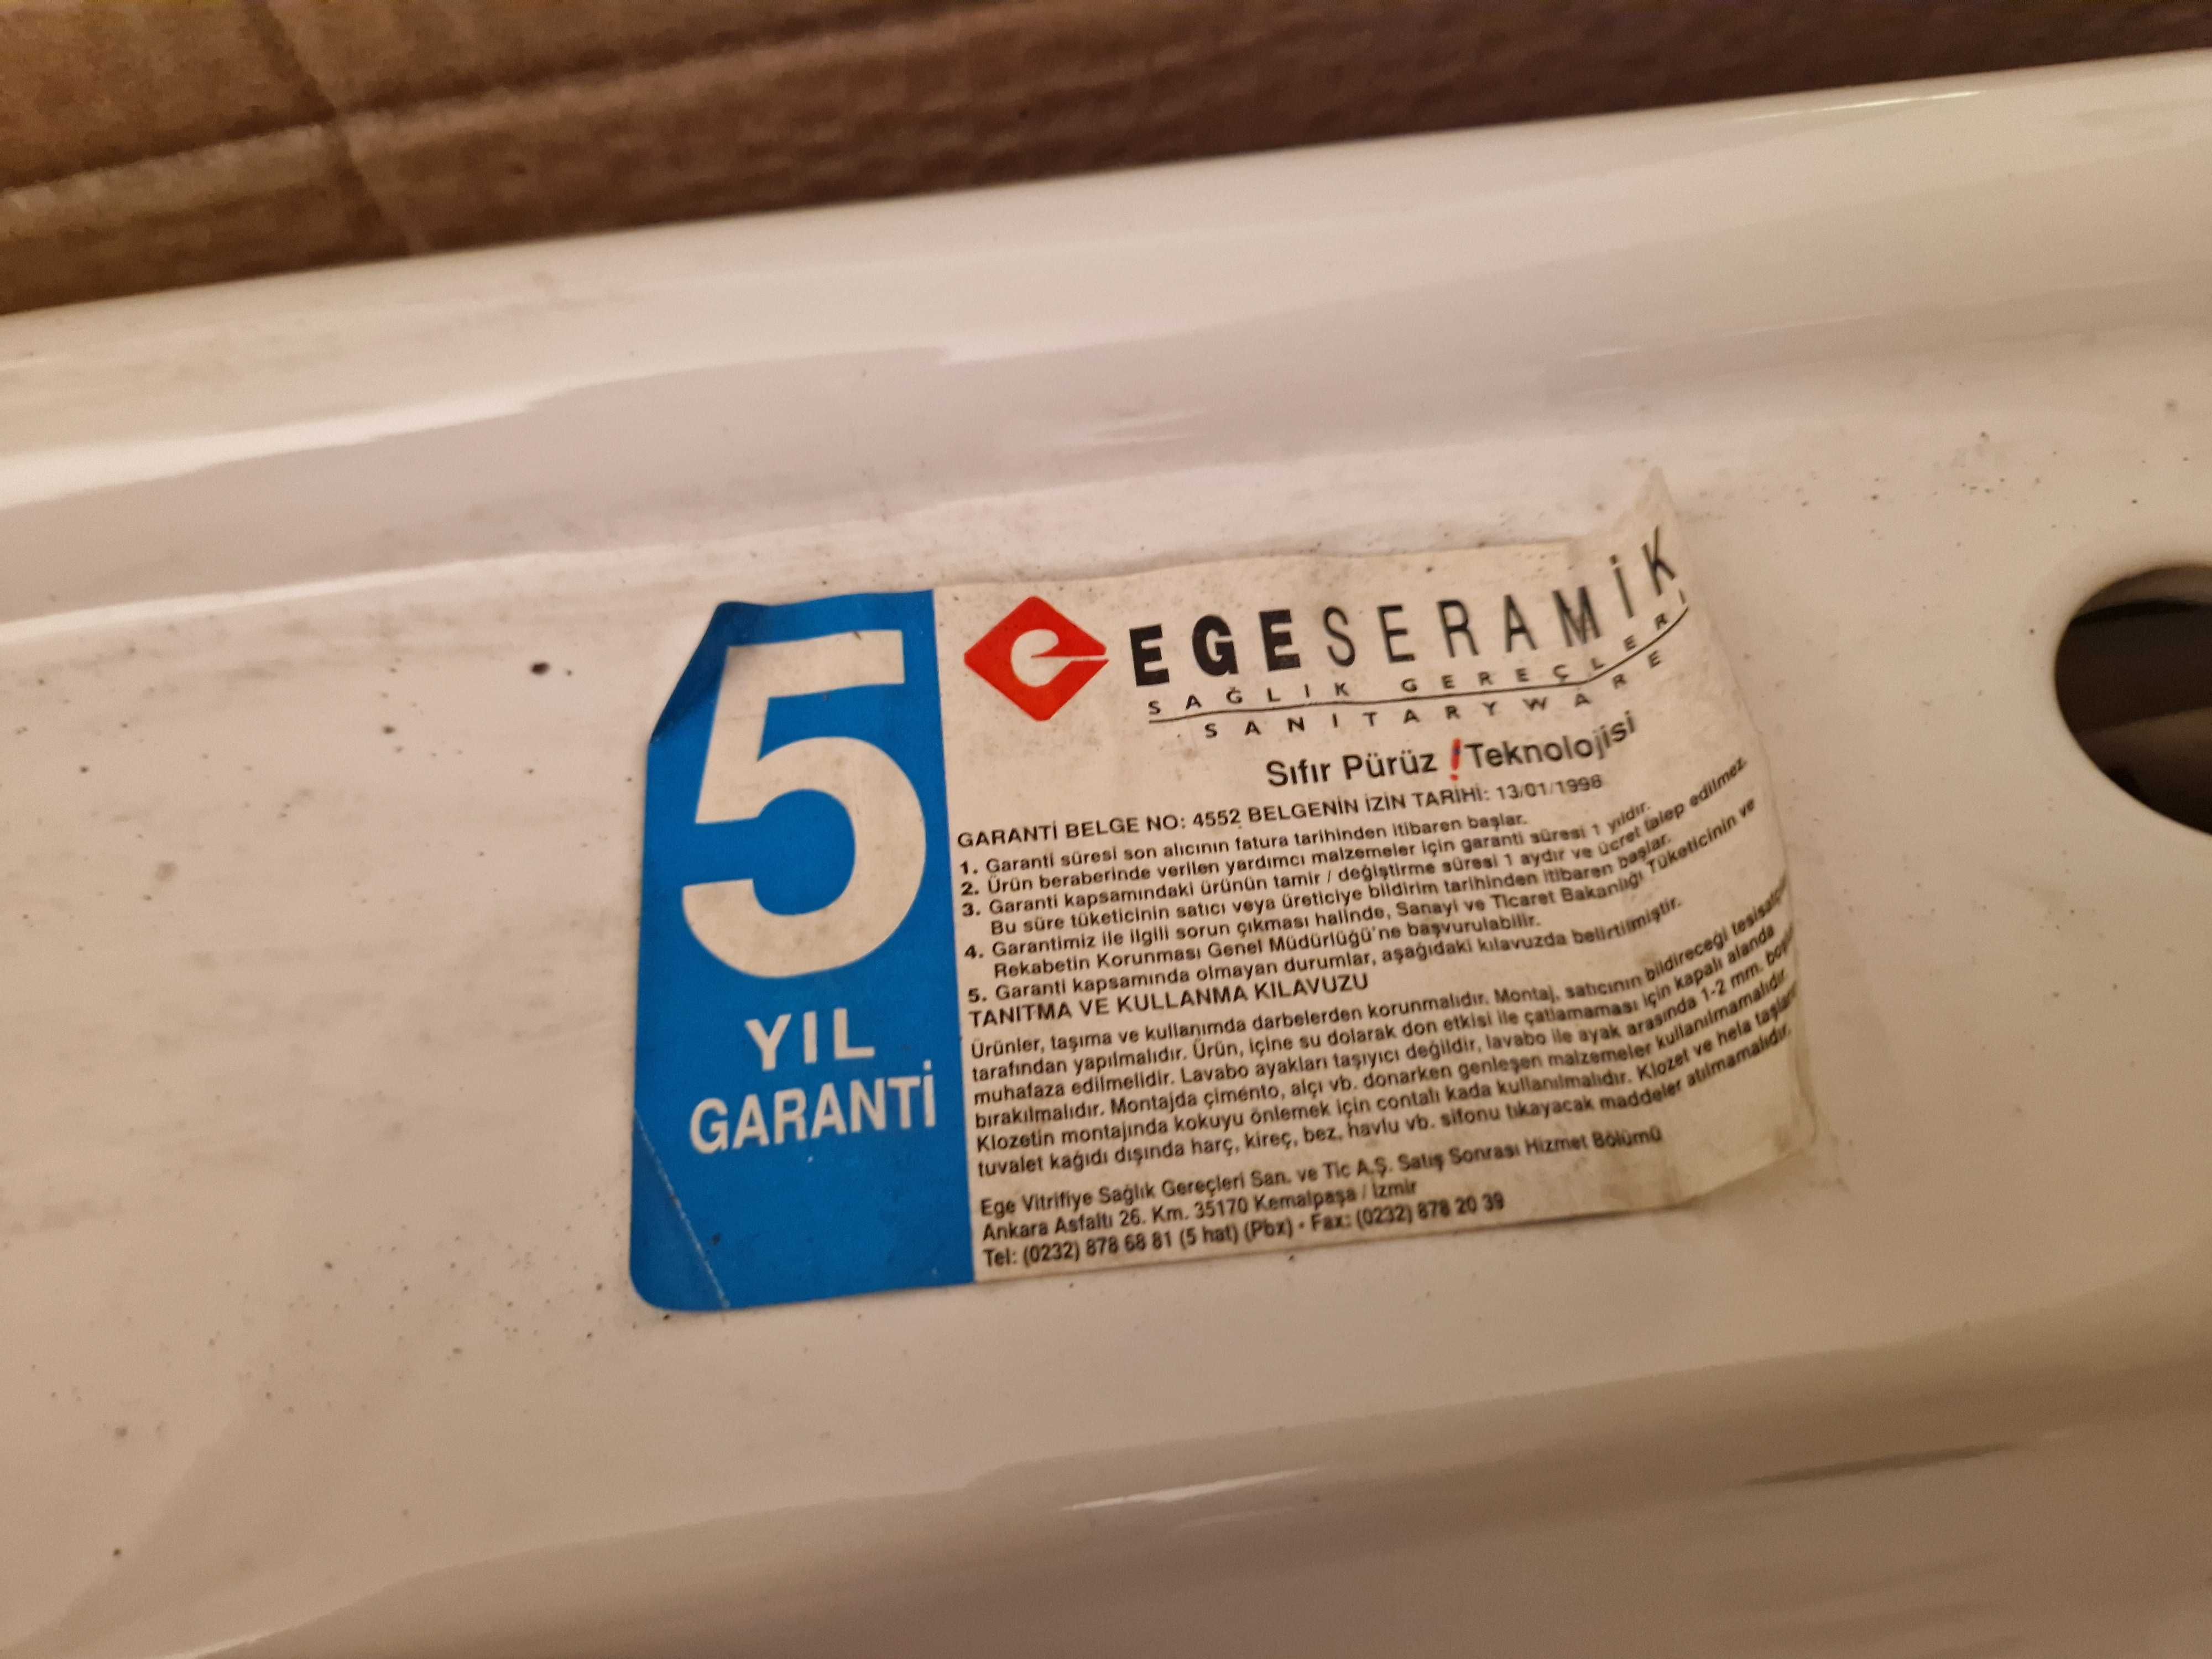 5
YIL
GARANTİ
e EGESERAMİK
SAĞLIK GEREÇLERİ
SANITARYWARE
Sıfır Pürüz ! Teknolojisi
GARANTİ BELGE NO: 4552 BELGENİN İZİN TARİHİ: 13/01/1998
1. Garanti süresi son alıcının fatura tarihinden itibaren başlar.
2. Ürün beraberinde verilen yardımcı malzemeler için garanti süresi 1 yıldır.
3. Garanti kapsamındaki ürünün tamir / değiştirme süresi 1 aydır ve ücret talep edilmez.
Bu süre tüketicinin satıcı veya üreticiye bildirim tarihinden itibaren başlar.
4. Garantimiz ile ilgili sorun çıkması halinde, Sanayi ve Ticaret Bakanlığı Tüketicinin ve
Rekabetin Korunması Genel Müdürlüğü'ne başvurulabilir.
5. Garanti kapsamında olmayan durumlar, aşağıdaki kılavuzda belirtilmiştir.
TANITMA VE KULLANMA KILAVUZU
Ürünler, taşıma ve kullanımda darbelerden korunmalıdır. Montaj, satıcının bildireceği
tarafından yapılmalıdır. Ürün, içine su dolarak don etkisi ile çatlamaması için kapalı alanda
muhafaza edilmelidir. Lavabo ayakları taşıyıcı değildir, lavabo ile ayak arasında 1-2 mm.
bırakılmalıdır. Montajda çimento, alçı vb. donarken genleşen malzemeler kullanılmamalıdır.
Klozetin montajında kokuyu önlemek için contalı kada kullanılmalıdır. Klozet ve hela
tuvalet kağıdı dışında harç, kireç, bez, havlu vb. sifonu tıkayacak maddeler atılmamalıdır.
Ege Vitrifiye Sağlık Gereçleri San. ve Tic A.Ş. Satış Sonrası Hizmet Bölümü
Ankara Asfaltı 26. Km. 35170 Kemalpaşa / İzmir
Tel: (0232) 878 68 81 (5 hat) (Pbx) - Fax: (0232) 878 20 39